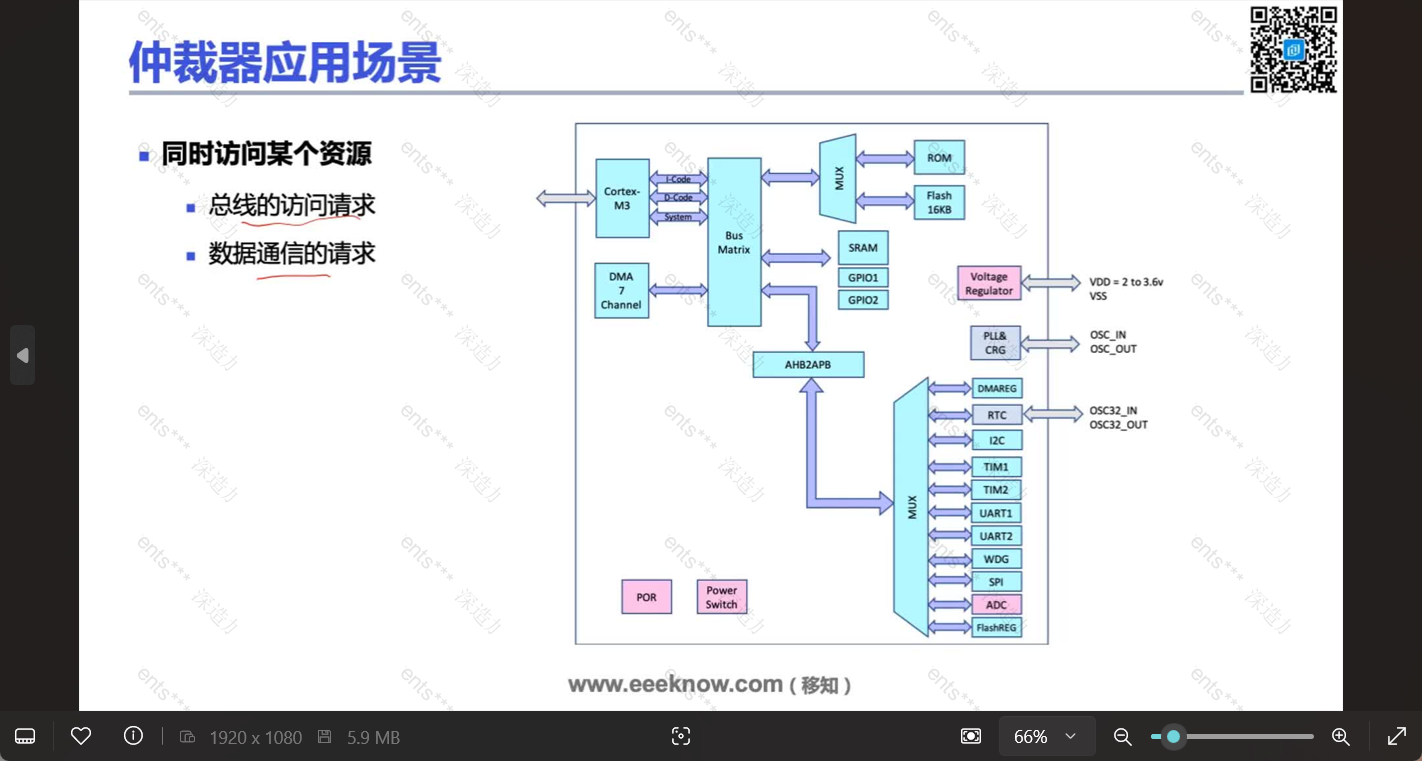 仲裁器应用场景
同时访问某个资源
总线的访问请求
数据通信的请求
Cortex-
M3
I-Code
D-Code
System
Bus
Matrix
DMA
7
Channel
MUX
ROM
Flash
16KB
SRAM
GPIO1
GPIO2
AHB2APB
Voltage
Regulator
VDD = 2 to 3.6v
VSS
PLL&
CRG
OSC_IN
OSC_OUT
MUX
DMAREG
RTC
OSC32_IN
OSC32_OUT
I2C
TIM1
TIM2
UART1
UART2
WDG
SPI
ADC
FlashREG
POR
Power
Switch
www.eeeknow.com ( 移知 )
1920 x 1080
5.9 MB
66%